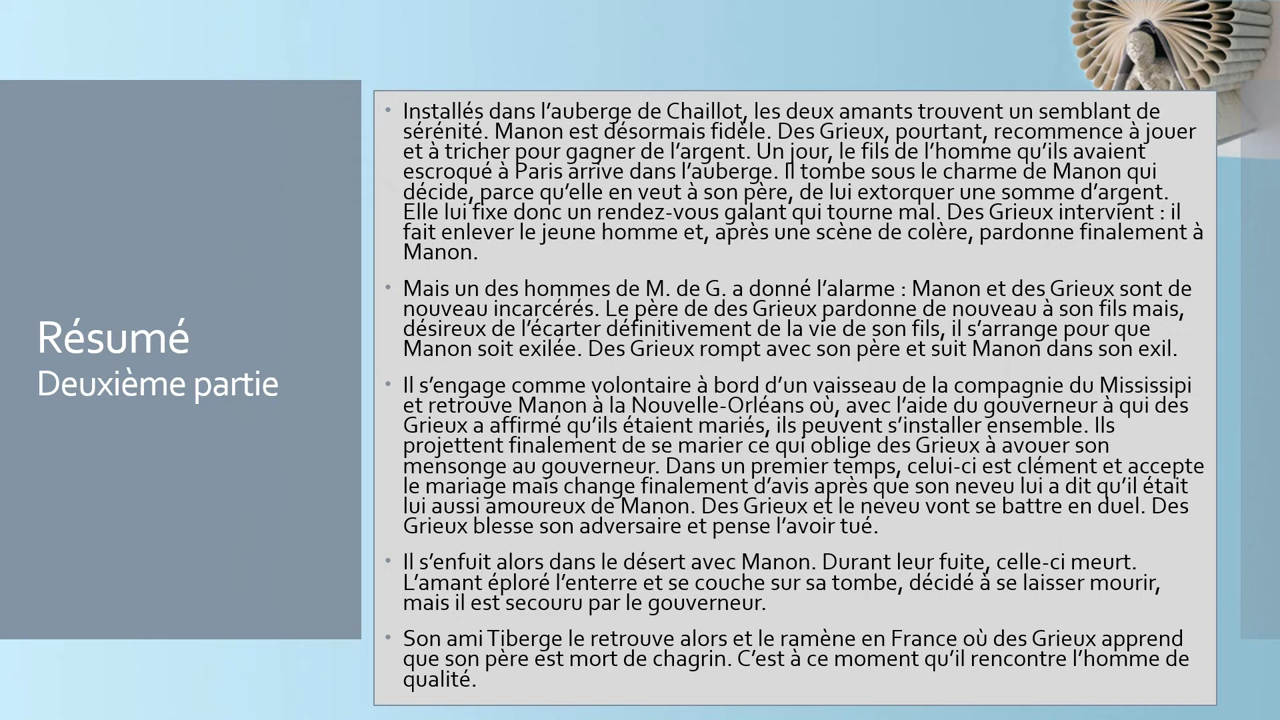 Résumé
Deuxième partie
• Installés dans l’auberge de Chaillot, les deux amants trouvent un semblant de
sérénité. Manon est désormais fidèle. Des Grieux, pourtant, recommence à jouer
et à tricher pour gagner de l’argent. Un jour, le fils de l’homme qu’ils avaient
escroqué à Paris arrive dans l’auberge. Il tombe sous le charme de Manon qui
décide, parce qu’elle en veut à son père, de lui extorquer une somme d’argent.
Elle lui fixe donc un rendez-vous galant qui tourne mal. Des Grieux intervient : il
fait enlever le jeune homme et, après une scène de colère, pardonne finalement à
Manon.
• Mais un des hommes de M. de G. a donné l’alarme : Manon et des Grieux sont de
nouveau incarcérés. Le père de des Grieux pardonne de nouveau à son fils mais,
désireux de l’écarter définitivement de la vie de son fils, il s’arrange pour que
Manon soit exilée. Des Grieux rompt avec son père et suit Manon dans son exil.
• Il s’engage comme volontaire à bord d’un vaisseau de la compagnie du Mississipi
et retrouve Manon à la Nouvelle-Orléans où, avec l’aide du gouverneur à qui des
Grieux a affirmé qu’ils étaient mariés, ils peuvent s’installer ensemble. Ils
projettent finalement de se marier ce qui oblige des Grieux à avouer son
mensonge au gouverneur. Dans un premier temps, celui-ci est clément et accepte
le mariage mais change finalement d’avis après que son neveu lui a dit qu’il était
lui aussi amoureux de Manon. Des Grieux et le neveu vont se battre en duel. Des
Grieux blesse son adversaire et pense l’avoir tué.
• Il s’enfuit alors dans le désert avec Manon. Durant leur fuite, celle-ci meurt.
L’amant éploré l’enterre et se couche sur sa tombe, décidé à se laisser mourir,
mais il est secouru par le gouverneur.
• Son ami Tiberge le retrouve alors et le ramène en France où des Grieux apprend
que son père est mort de chagrin. C’est à ce moment qu’il rencontre l’homme de
qualité.